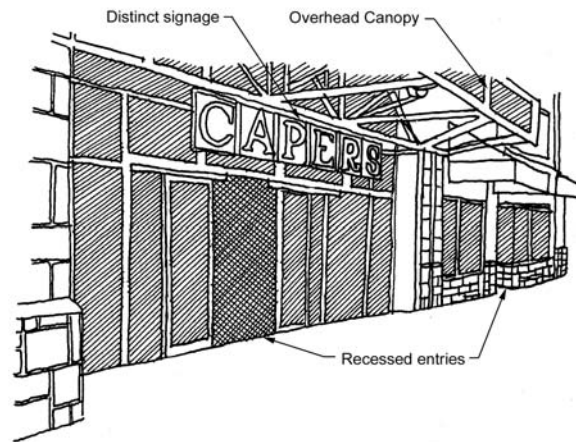 Distinct signage
Overhead Canopy
CAPERS
Recessed entries